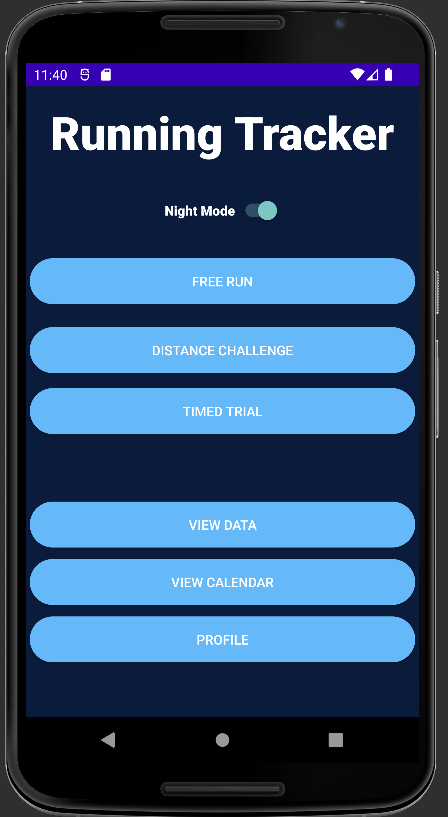 11:40
Running Tracker
Night Mode
FREE RUN
DISTANCE CHALLENGE
TIMED TRIAL
VIEW DATA
VIEW CALENDAR
PROFILE